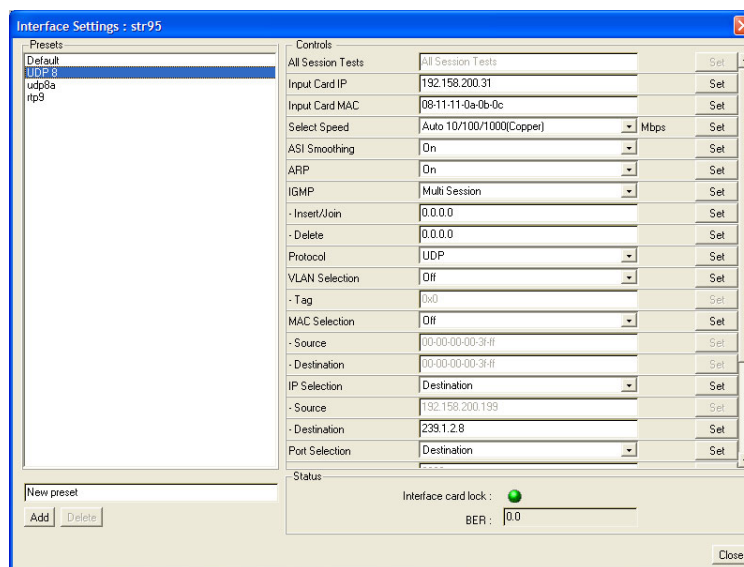 Interface Settings : str95
Presets
Default
UDP 8
udp8a
rtp9
New preset
Add Delete
Controls
All Session Tests All Session Tests Set
Input Card IP 192.158.200.31 Set
Input Card MAC 08-11-11-0a-0b-0c Set
Select Speed Auto 10/100/1000(Copper) Mbps Set
ASI Smoothing On Set
ARP On Set
IGMP Multi Session Set
- Insert/Join 0.0.0.0 Set
- Delete 0.0.0.0 Set
Protocol UDP Set
VLAN Selection Off Set
- Tag 0x0 Set
MAC Selection Off Set
- Source 00-00-00-00-3f-ff Set
- Destination 00-00-00-00-3f-ff Set
IP Selection Destination Set
- Source 192.158.200.199 Set
- Destination 239.1.2.8 Set
Port Selection Destination Set
Status
Interface card lock :
BER : 0.0
Close